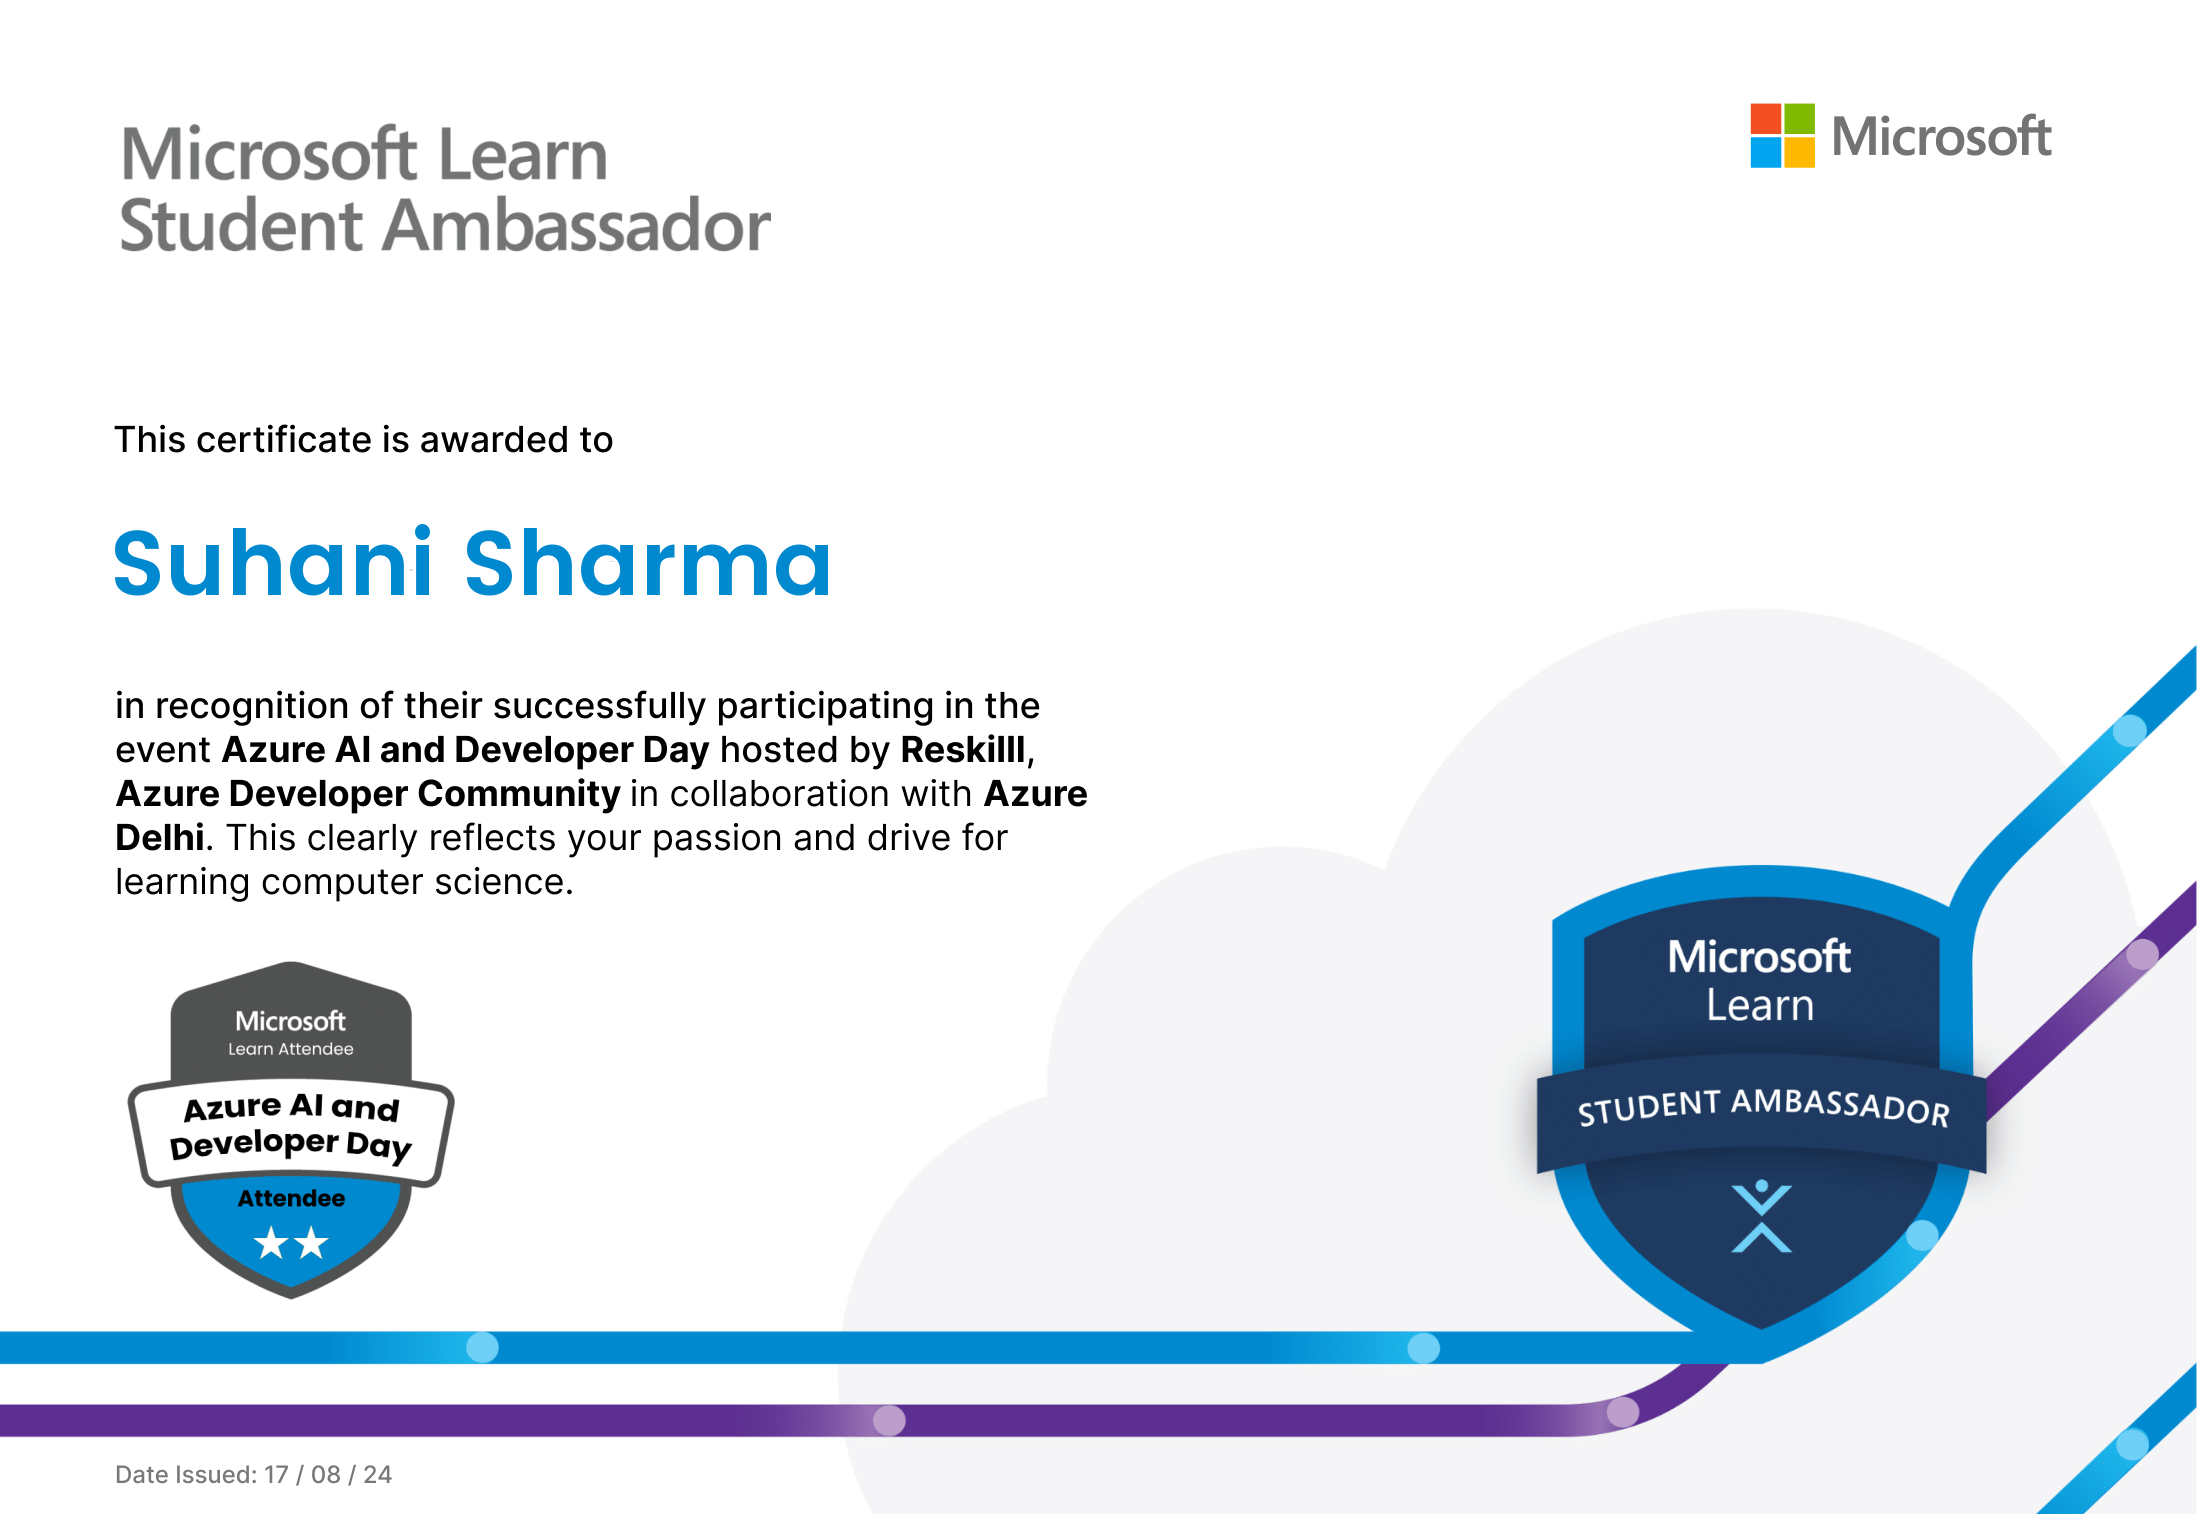 Microsoft Learn
Student Ambassador
Microsoft
This certificate is awarded to
Suhani Sharma
in recognition of their successfully participating in the
event Azure AI and Developer Day hosted by Reskilll,
Azure Developer Community in collaboration with Azure
Delhi. This clearly reflects your passion and drive for
learning computer science.
Microsoft
Learn Attendee
Azure AI and
Developer Day
Attendee
Microsoft
Learn
STUDENT AMBASSADOR
Date Issued: 17 / 08 / 24